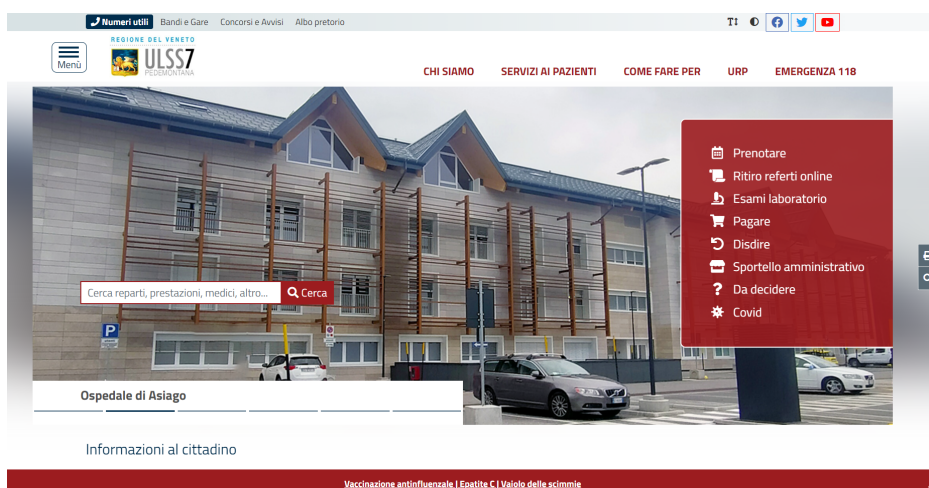 Numeri utili Bandi e Gare Concorsi e Avvisi Albo pretorio
REGIONE DEL VENETO
ULSS7
PEDEMONTANA
Menù
CHI SIAMO SERVIZI AI PAZIENTI COME FARE PER URP EMERGENZA 118
Prenotare
Ritiro referti online
Esami laboratorio
Pagare
Disdire
Sportello amministrativo
Da decidere
Covid
Cerca reparti, prestazioni, medici, altro... Cerca
P
Ospedale di Asiago
Informazioni al cittadino
Vaccinazione antinfluenzale | Epatite C | Vaiolo delle scimmie